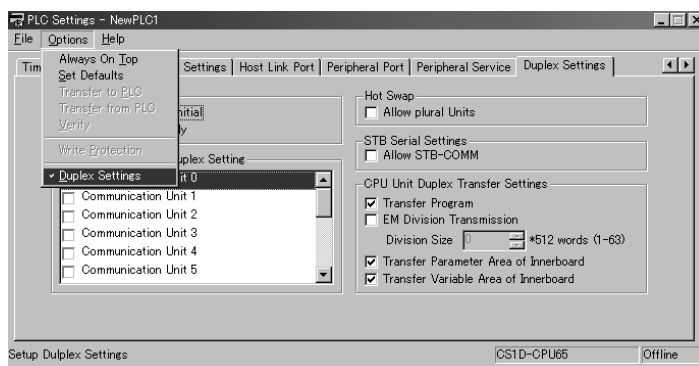 PLC Settings - NewPLC1
File Options Help
Always On Top
Set Defaults
Transfer to PLC
Transfer from PLC
Verify
Write Protection
Duplex Settings
Tim
Settings
Host Link Port
Peripheral Port
Peripheral Service
Duplex Settings
nitial
y
uplex Setting
it 0
Communication Unit 1
Communication Unit 2
Communication Unit 3
Communication Unit 4
Communication Unit 5
Hot Swap
Allow plural Units
STB Serial Settings
Allow STB-COMM
CPU Unit Duplex Transfer Settings
Transfer Program
EM Division Transmission
Division Size 0 *512 words (1-63)
Transfer Parameter Area of Innerboard
Transfer Variable Area of Innerboard
Setup Dulplex Settings
CS1D-CPU65
Offline